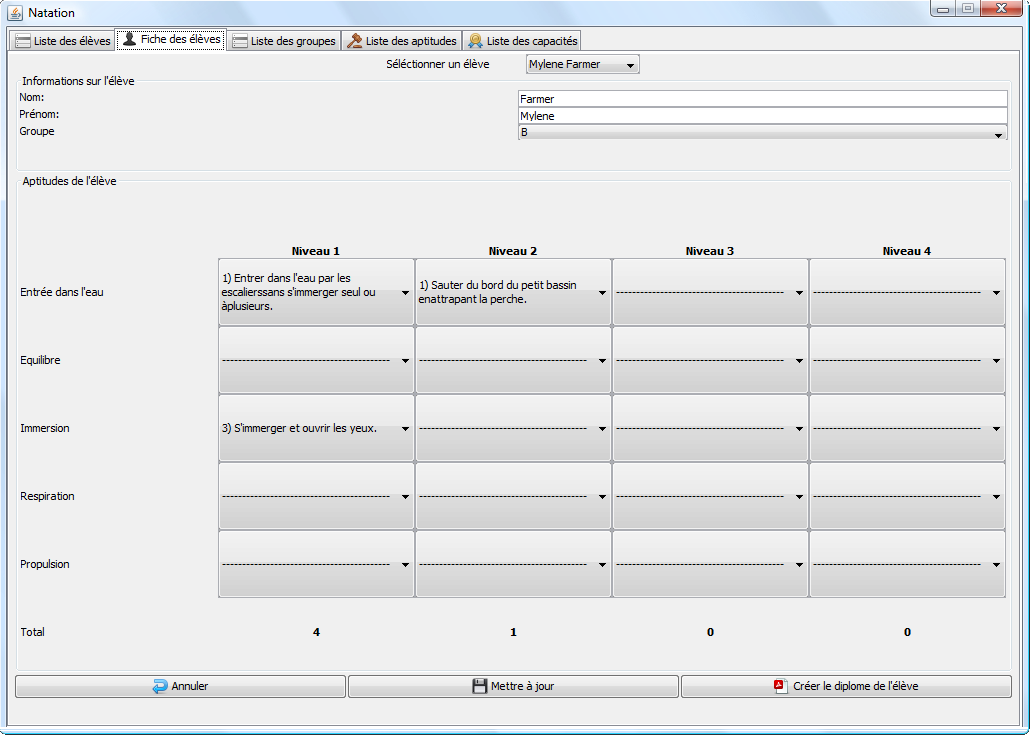 Natation
Liste des élèves Fiche des élèves Liste des groupes Liste des aptitudes Liste des capacités
Séléctionner un élève Mylene Farmer
Informations sur l'élève
Nom: Farmer
Prénom: Mylene
Groupe B
Aptitudes de l'élève
Niveau 1 Niveau 2 Niveau 3 Niveau 4
Entrée dans l'eau
1) Entrer dans l'eau par les
escalierssans s'immerger seul ou
àplusieurs.
1) Sauter du bord du petit bassin
enattrapant la perche.
Equilibre
Immersion 3) S'immerger et ouvrir les yeux.
Respiration
Propulsion
Total 4 1 0 0
Annuler Mettre à jour Créer le diplome de l'élève